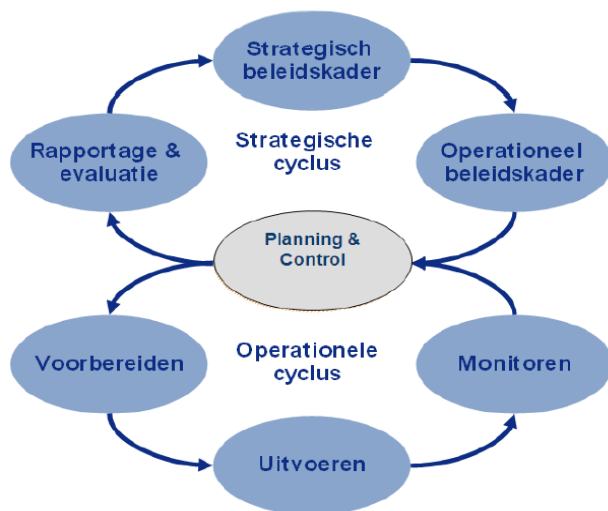 Strategisch
beleidskader
Rapportage &
evaluatie
Strategische
cyclus
Operationeel
beleidskader
Planning &
Control
Voorbereiden
Operationele
cyclus
Monitoren
Uitvoeren